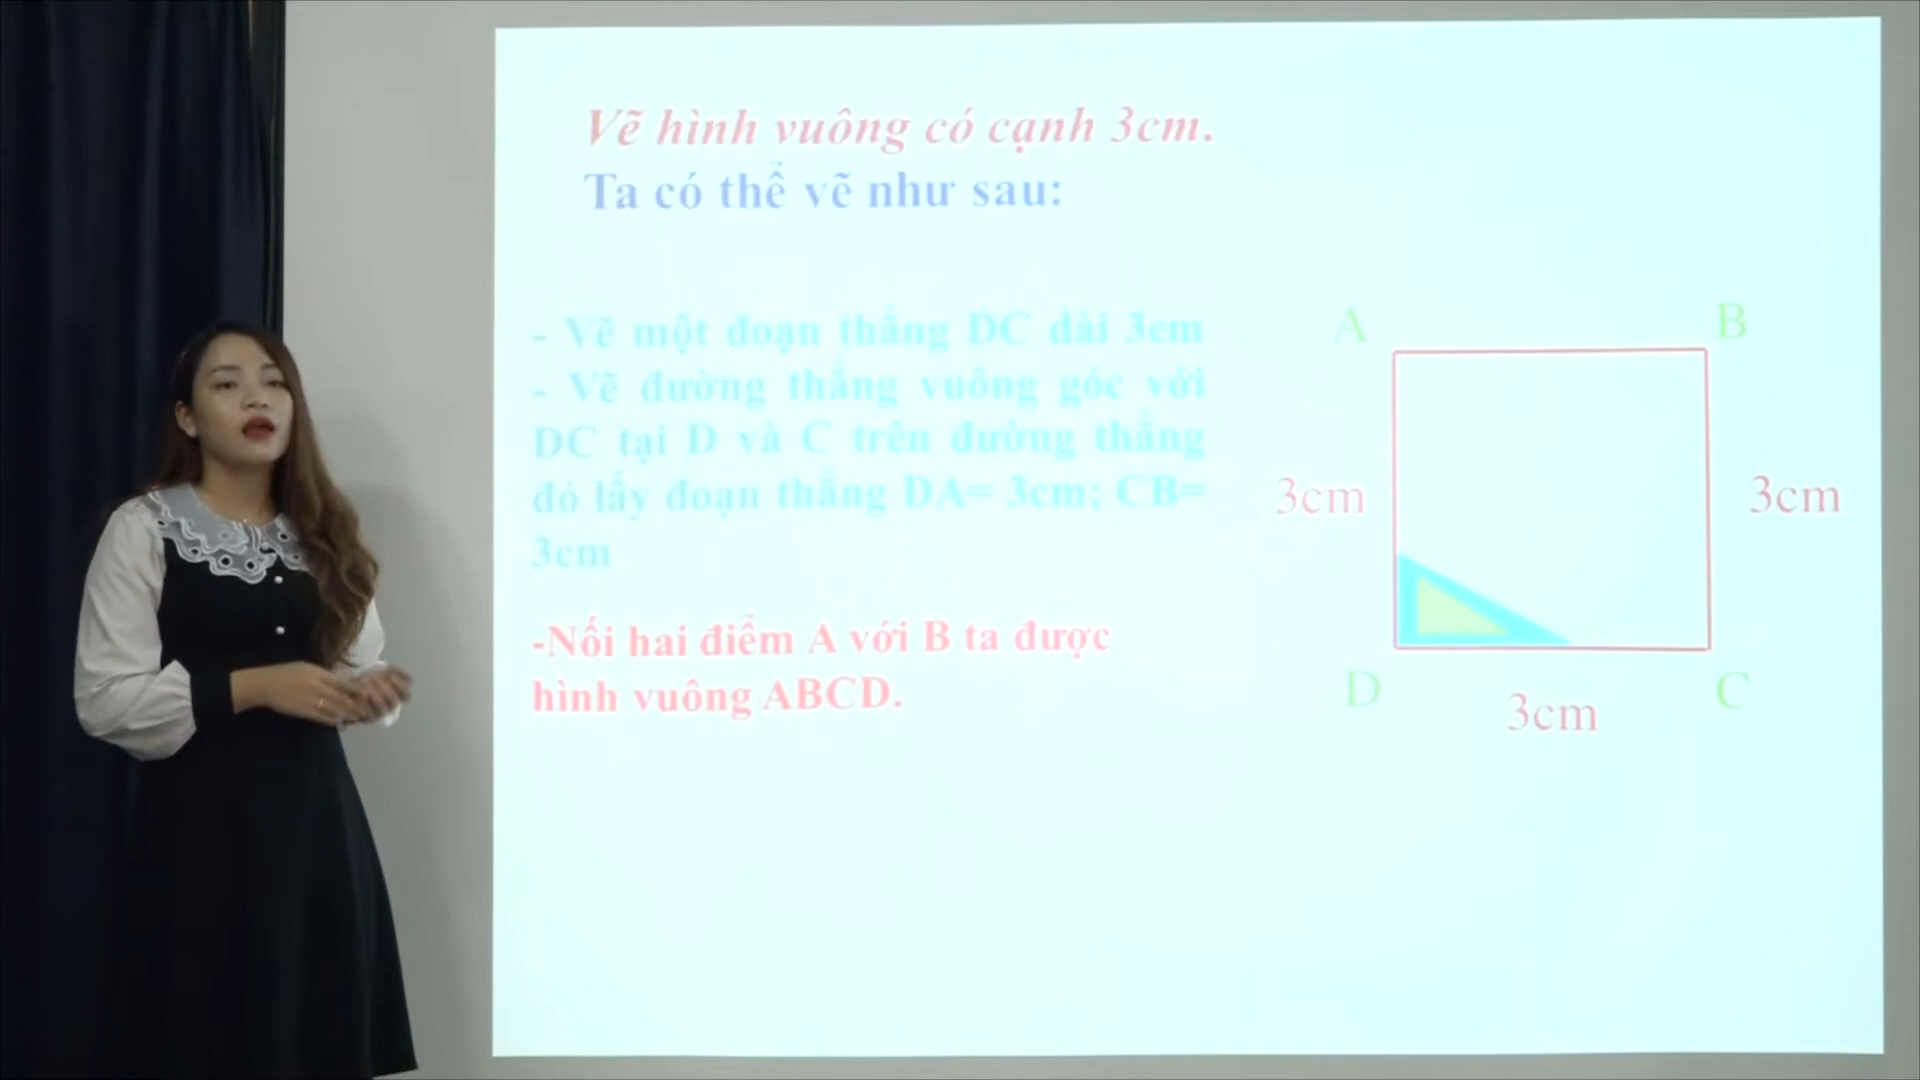 Vẽ hình vuông có cạnh 3cm.
Ta có thể vẽ như sau:
- Vẽ một đoạn thẳng DC dài 3cm
- Vẽ đường thẳng vuông góc với
DC tại D và C trên đường thẳng
đó lấy đoạn thẳng DA= 3cm; CB=
3cm
-Nối hai điểm A với B ta được
hình vuông ABCD.
A
B
3cm
3cm
D
C
3cm